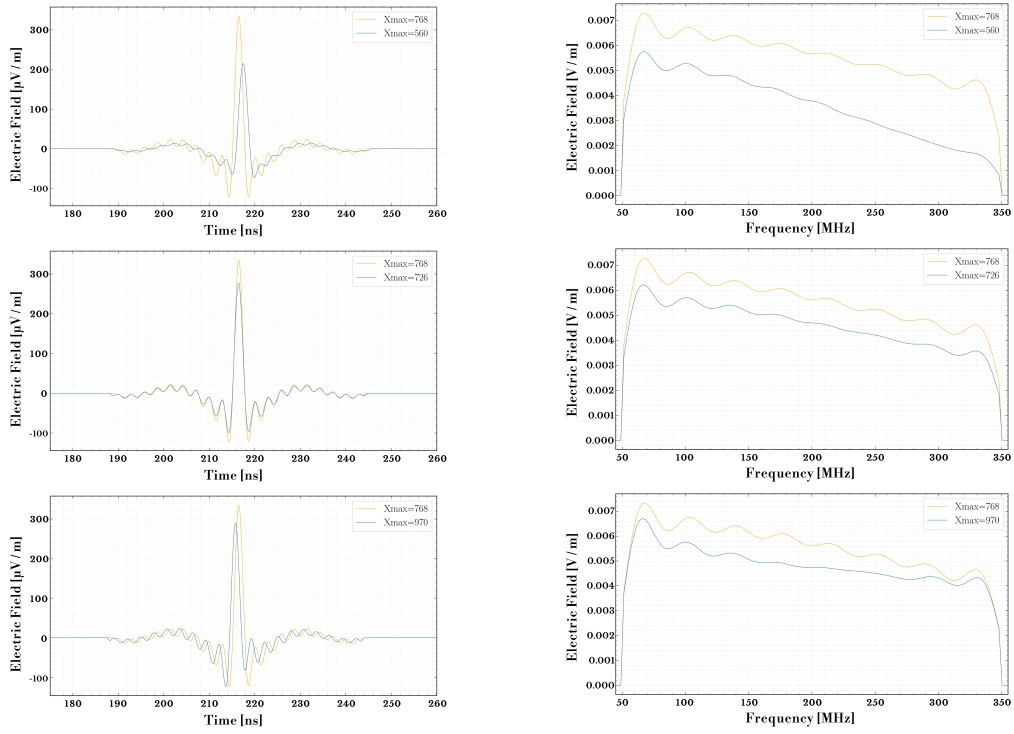 Electric Field [µV / m]
300
200
100
0
-100
180 190 200 210 220 230 240 250 260
Time [ns]
Xmax=768
Xmax=560
Electric Field [V / m]
0.007
0.006
0.005
0.004
0.003
0.002
0.001
0.000
50 100 150 200 250 300 350
Frequency [MHz]
Xmax=768
Xmax=560
Electric Field [µV / m]
300
200
100
0
-100
180 190 200 210 220 230 240 250 260
Time [ns]
Xmax=768
Xmax=726
Electric Field [V / m]
0.007
0.006
0.005
0.004
0.003
0.002
0.001
0.000
50 100 150 200 250 300 350
Frequency [MHz]
Xmax=768
Xmax=726
Electric Field [µV / m]
300
200
100
0
-100
180 190 200 210 220 230 240 250 260
Time [ns]
Xmax=768
Xmax=970
Electric Field [V / m]
0.007
0.006
0.005
0.004
0.003
0.002
0.001
0.000
50 100 150 200 250 300 350
Frequency [MHz]
Xmax=768
Xmax=970